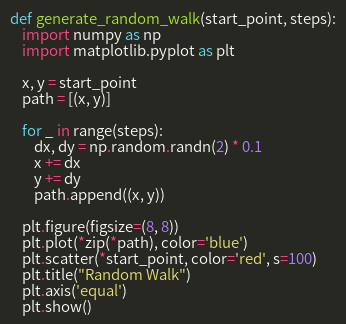 def generate_random_walk(start_point, steps):
    import numpy as np
    import matplotlib.pyplot as plt

    x, y = start_point
    path = [(x, y)]

    for _ in range(steps):
        dx, dy = np.random.randn(2) * 0.1
        x += dx
        y += dy
        path.append((x, y))

    plt.figure(figsize=(8, 8))
    plt.plot(*zip(*path), color='blue')
    plt.scatter(*start_point, color='red', s=100)
    plt.title("Random Walk")
    plt.axis('equal')
    plt.show()